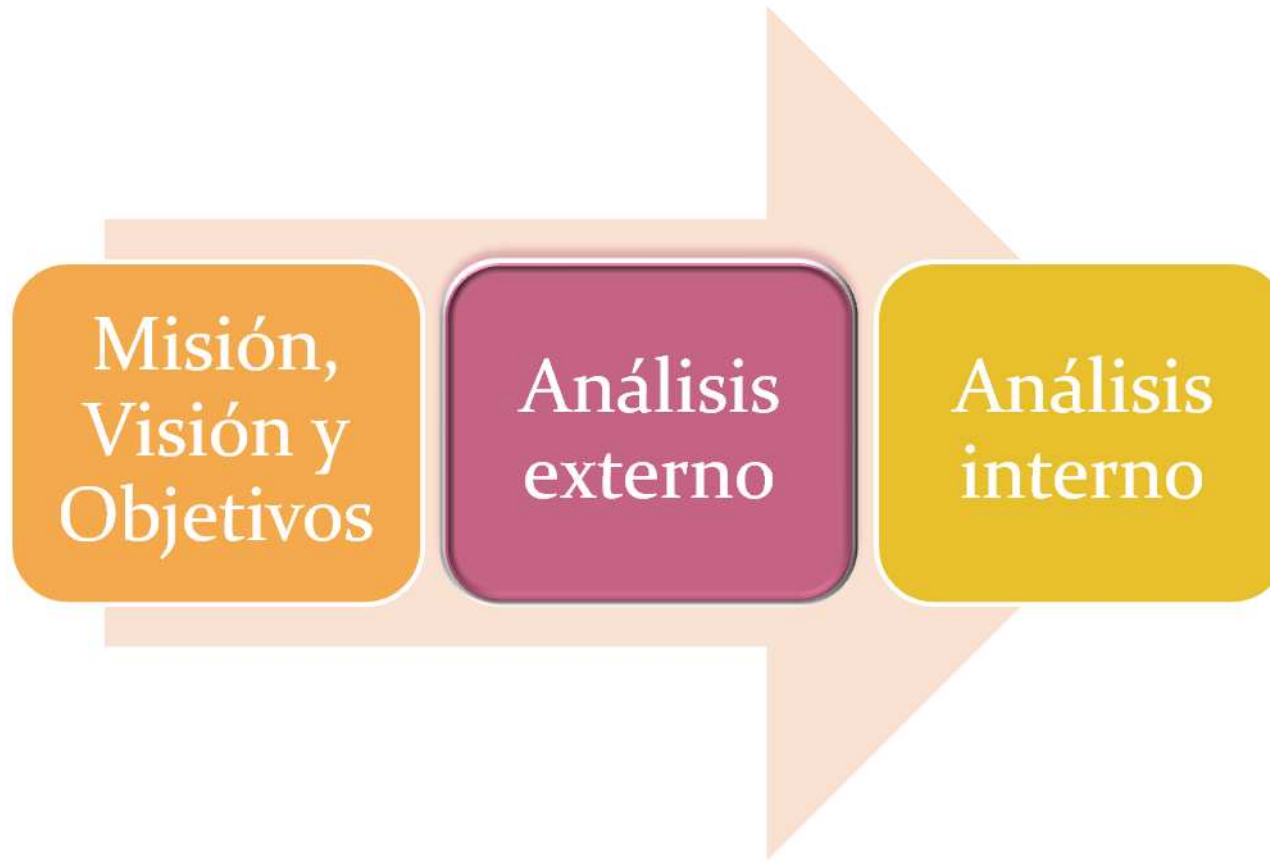 Misión,
Visión y
Objetivos
Análisis
externo
Análisis
interno